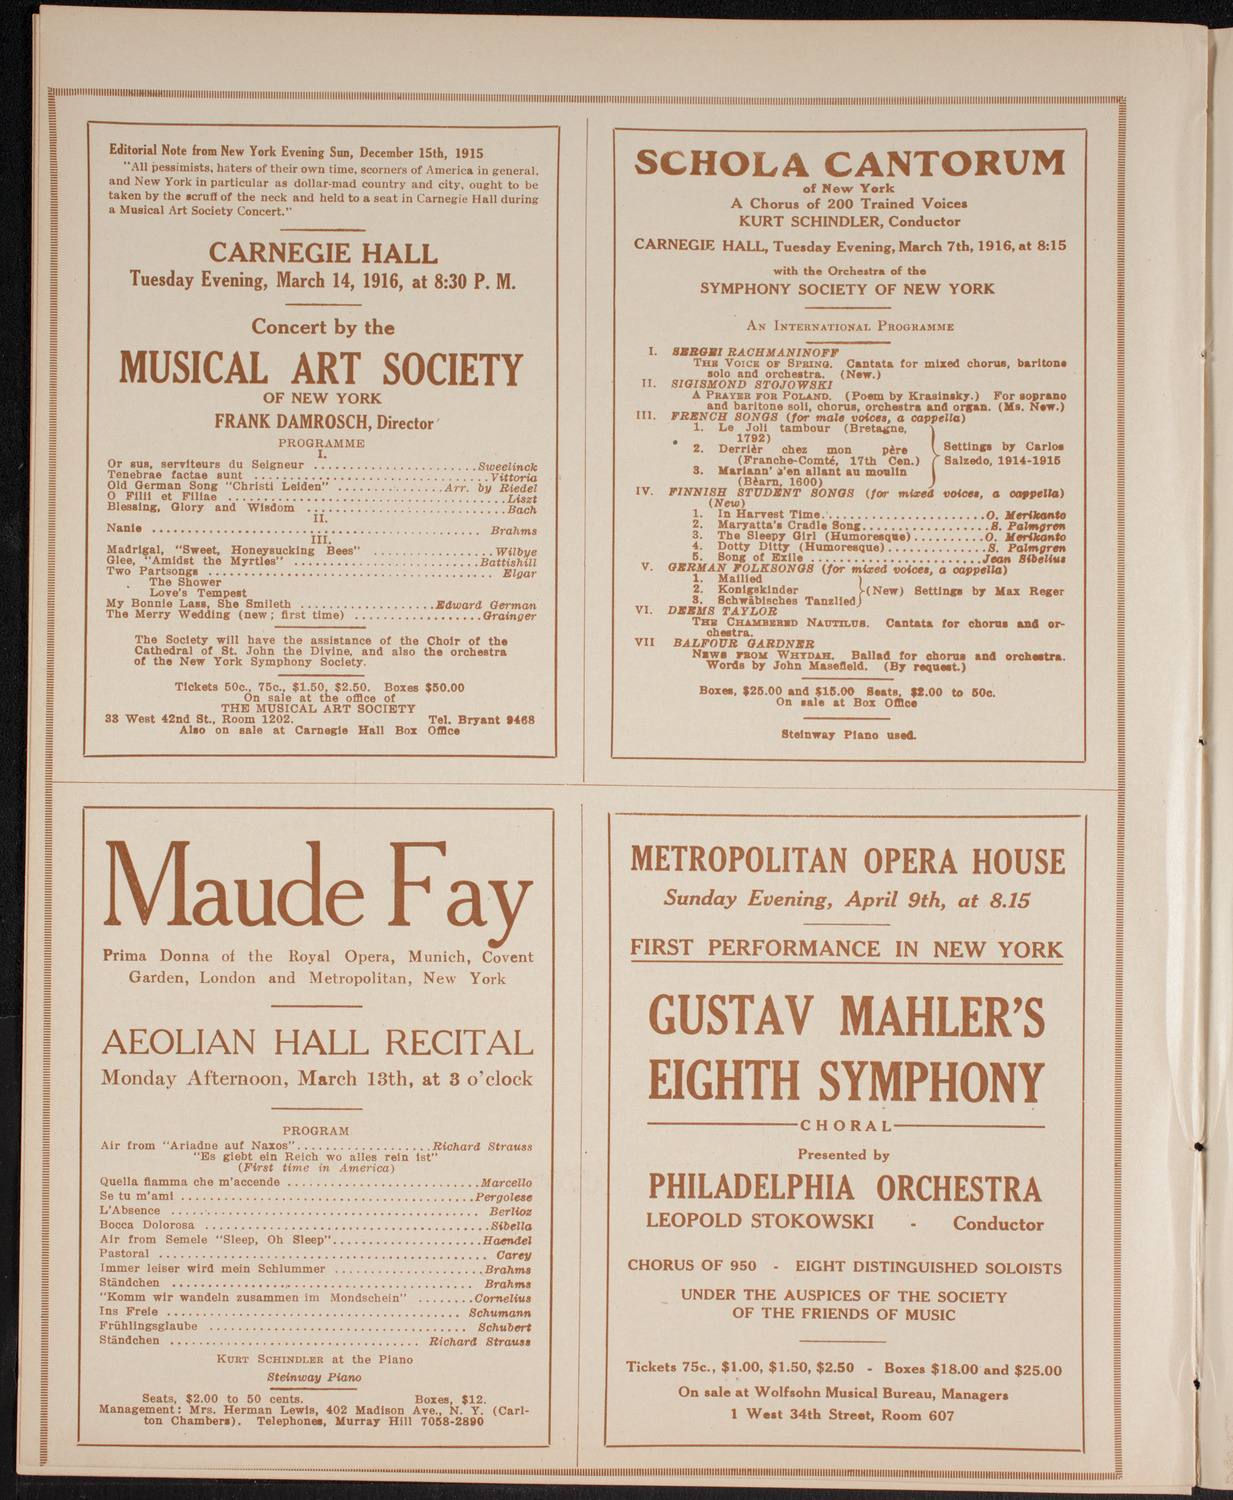 Editorial Note from New York Evening Sun, December 15th, 1915
"All pessimists, haters of their own time, scorners of America in general,
and New York in particular as dollar-mad country and city, ought to be
taken by the scruff of the neck and held to a seat in Carnegie Hall during
a Musical Art Society Concert."
CARNEGIE HALL
Tuesday Evening, March 14, 1916, at 8:30 P. M.
Concert by the
MUSICAL ART SOCIETY
OF NEW YORK
FRANK DAMROSCH, Director
PROGRAMME
I.
Or sus, serviteurs du Seigneur ........................Sweelinck
Tenebrae factae sunt ..................................Vittoria
Old German Song "Christi Leiden" ................Arr. by Riedel
O Filii et Filiae ........................................Liszt
Blessing, Glory and Wisdom ...............................Bach
II.
Nanie ................................................. Brahms
III.
Madrigal, "Sweet, Honeysucking Bees" ..................Wilbye
Glee, "Amidst the Myrtles" ...........................Battishill
Two Partsongs ......................................... Elgar
The Shower
Love's Tempest
My Bonnie Lass, She Smileth ....................Edward German
The Merry Wedding (new; first time) ..................Grainger
The Society will have the assistance of the Choir of the
Cathedral of St. John the Divine, and also the orchestra
of the New York Symphony Society.
Tickets 50c., 75c., $1.50, $2.50. Boxes $50.00
On sale at the office of
THE MUSICAL ART SOCIETY
33 West 42nd St., Room 1202. Tel. Bryant 9468
Also on sale at Carnegie Hall Box Office
SCHOLA CANTORUM
of New York
A Chorus of 200 Trained Voices
KURT SCHINDLER, Conductor
CARNEGIE HALL, Tuesday Evening, March 7th, 1916, at 8:15
with the Orchestra of the
SYMPHONY SOCIETY OF NEW YORK
AN INTERNATIONAL PROGRAMME
I. SERGEI RACHMANINOFF
THE VOICE OF SPRING. Cantata for mixed chorus, baritone
solo and orchestra. (New.)
II. SIGISMOND STOJOWSKI
A PRAYER FOR POLAND. (Poem by Krasinsky.) For soprano
and baritone soli, chorus, orchestra and organ. (Ms. New.)
III. FRENCH SONGS (for male voices, a cappella)
1. Le Joli tambour (Bretagne,
1792)
2. Derrièr chez mon père
(Franche-Comté, 17th Cen.)
3. Mariann' s'en allant au moulin
(Bèarn, 1600)
Settings by Carlos
Salzedo, 1914-1915
IV. FINNISH STUDENT SONGS (for mixed voices, a cappella)
(New)
1. In Harvest Time......................O. Merikanto
2. Maryatta's Cradle Song................S. Palmgren
3. The Sleepy Girl (Humoresque)..........O. Merikanto
4. Dotty Ditty (Humoresque).............S. Palmgren
5. Song of Exile .......................Jean Sibelius
V. GERMAN FOLKSONGS (for mixed voices, a cappella)
1. Mailied
2. Konigskinder
3. Schwäbisches Tanzlied
(New) Settings by Max Reger
VI. DEEMS TAYLOR
THE CHAMBERED NAUTILUS. Cantata for chorus and or-
chestra.
VII BALFOUR GARDNER
NEWS FROM WHYDAH. Ballad for chorus and orchestra.
Words by John Masefield. (By request.)
Boxes, $25.00 and $15.00 Seats, $2.00 to 50c.
On sale at Box Office
Steinway Piano used.
Maude Fay
Prima Donna of the Royal Opera, Munich, Covent
Garden, London and Metropolitan, New York
AEOLIAN HALL RECITAL
Monday Afternoon, March 13th, at 3 o'clock
PROGRAM
Air from "Ariadne auf Naxos"...................Richard Strauss
"Es giebt ein Reich wo alles rein ist"
(First time in America)
Quella fiamma che m'accende ...........................Marcello
Se tu m'ami .........................................Pergolese
L'Absence ............................................ Berlioz
Bocca Dolorosa ........................................Sibella
Air from Semele "Sleep, Oh Sleep"......................Haendel
Pastoral .............................................. Carey
Immer leiser wird mein Schlummer ......................Brahms
Ständchen ............................................ Brahms
"Komm wir wandeln zusammen im Mondschein" ........Cornelius
Ins Freie .......................................... Schumann
Frühlingsglaube ..................................... Schubert
Ständchen ................................... Richard Strauss
KURT SCHINDLER at the Piano
Steinway Piano
Seats, $2.00 to 50 cents. Boxes, $12.
Management: Mrs. Herman Lewis, 402 Madison Ave., N. Y. (Carl-
ton Chambers). Telephones, Murray Hill 7058-2890
METROPOLITAN OPERA HOUSE
Sunday Evening, April 9th, at 8.15
FIRST PERFORMANCE IN NEW YORK
GUSTAV MAHLER'S
EIGHTH SYMPHONY
CHORAL
Presented by
PHILADELPHIA ORCHESTRA
LEOPOLD STOKOWSKI - Conductor
CHORUS OF 950 - EIGHT DISTINGUISHED SOLOISTS
UNDER THE AUSPICES OF THE SOCIETY
OF THE FRIENDS OF MUSIC
Tickets 75c., $1.00, $1.50, $2.50 - Boxes $18.00 and $25.00
On sale at Wolfsohn Musical Bureau, Managers
1 West 34th Street, Room 607